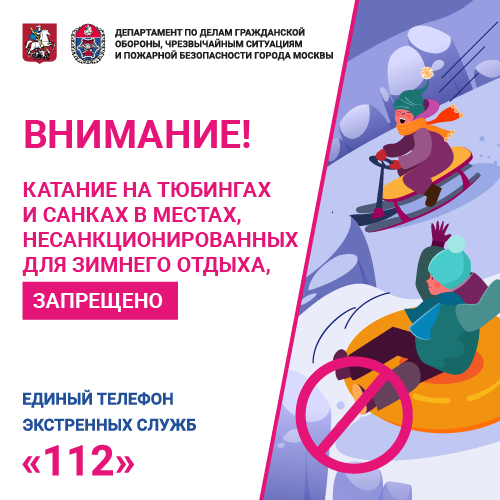 ДЕПАРТАМЕНТ ПО ДЕЛАМ ГРАЖДАНСКОЙ
ОБОРОНЫ, ЧРЕЗВЫЧАЙНЫМ СИТУАЦИЯМ
И ПОЖАРНОЙ БЕЗОПАСНОСТИ ГОРОДА МОСКВЫ
ВНИМАНИЕ!
КАТАНИЕ НА ТЮБИНГАХ
И САНКАХ В МЕСТАХ,
НЕСАНКЦИОНИРОВАННЫХ
ДЛЯ ЗИМНЕГО ОТДЫХА,
ЗАПРЕЩЕНО
ЕДИНЫЙ ТЕЛЕФОН
ЭКСТРЕННЫХ СЛУЖБ
«112»